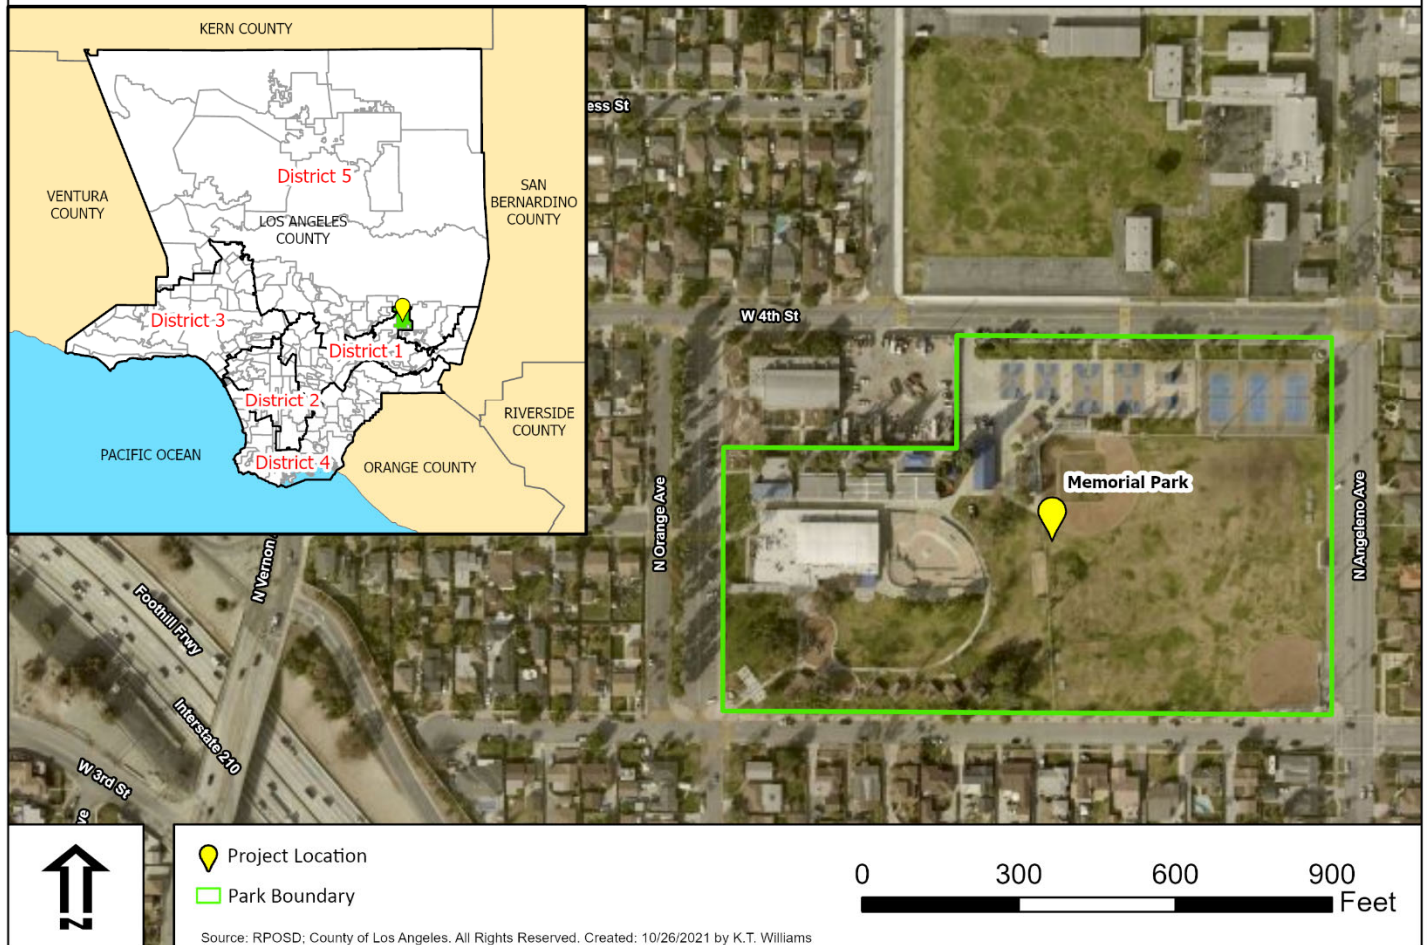 KERN COUNTY
VENTURA
COUNTY
District 5
LOS ANGELES
COUNTY
SAN
BERNARDINO
COUNTY
District 3
District 1
District 2
District 4
PACIFIC OCEAN
ORANGE COUNTY
RIVERSIDE
COUNTY
ess St
W 4th St
Memorial Park
N Orange Ave
N Angeleno Ave
N Vernon
Foothill Frwy
Interstate 210
W 3rd St
ve
N
Project Location
Park Boundary
0 300 600 900
Feet
Source: RPOSD; County of Los Angeles. All Rights Reserved. Created: 10/26/2021 by K.T. Williams